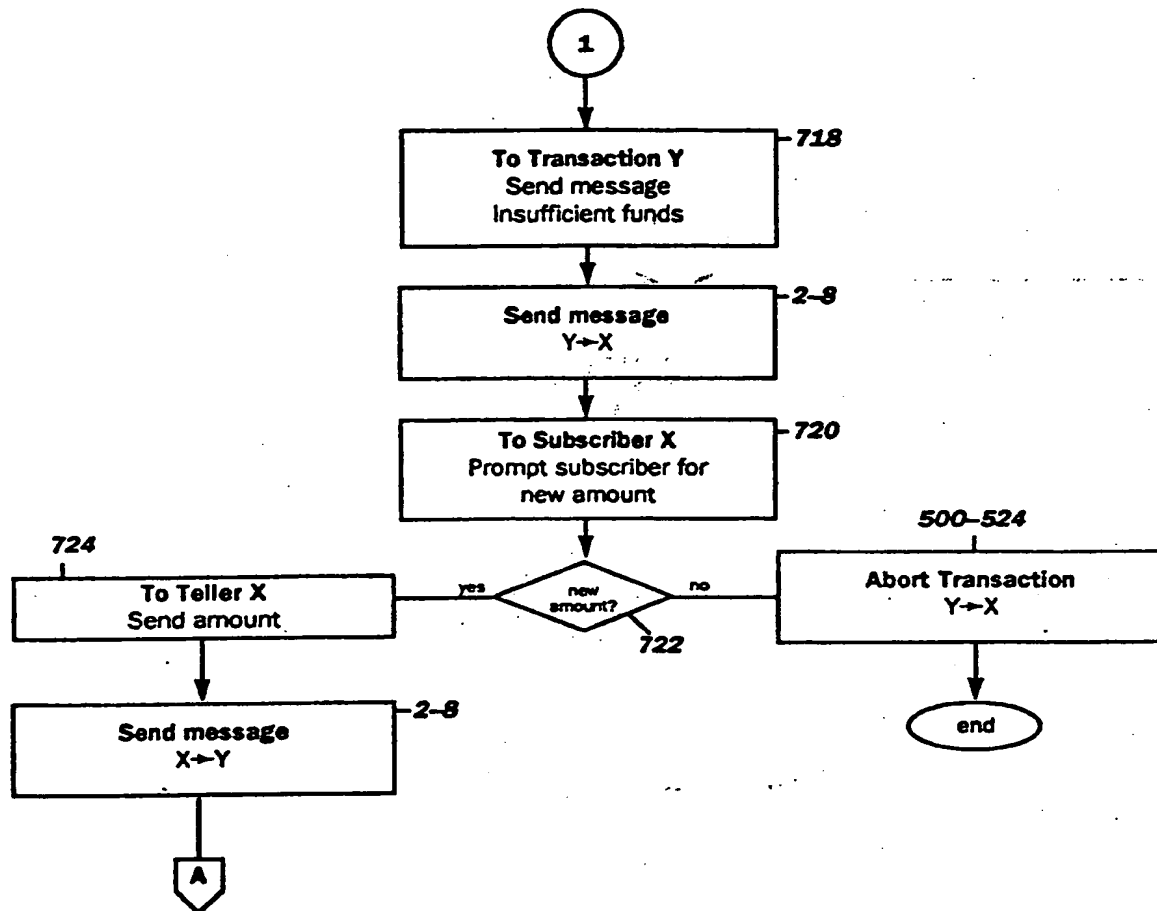 1
718
To Transaction Y
Send message
Insufficient funds
2–8
Send message
Y→X
720
To Subscriber X
Prompt subscriber for
new amount
724
To Teller X
Send amount
yes
new
amount?
no
722
500–524
Abort Transaction
Y→X
2–8
Send message
X→Y
end
A